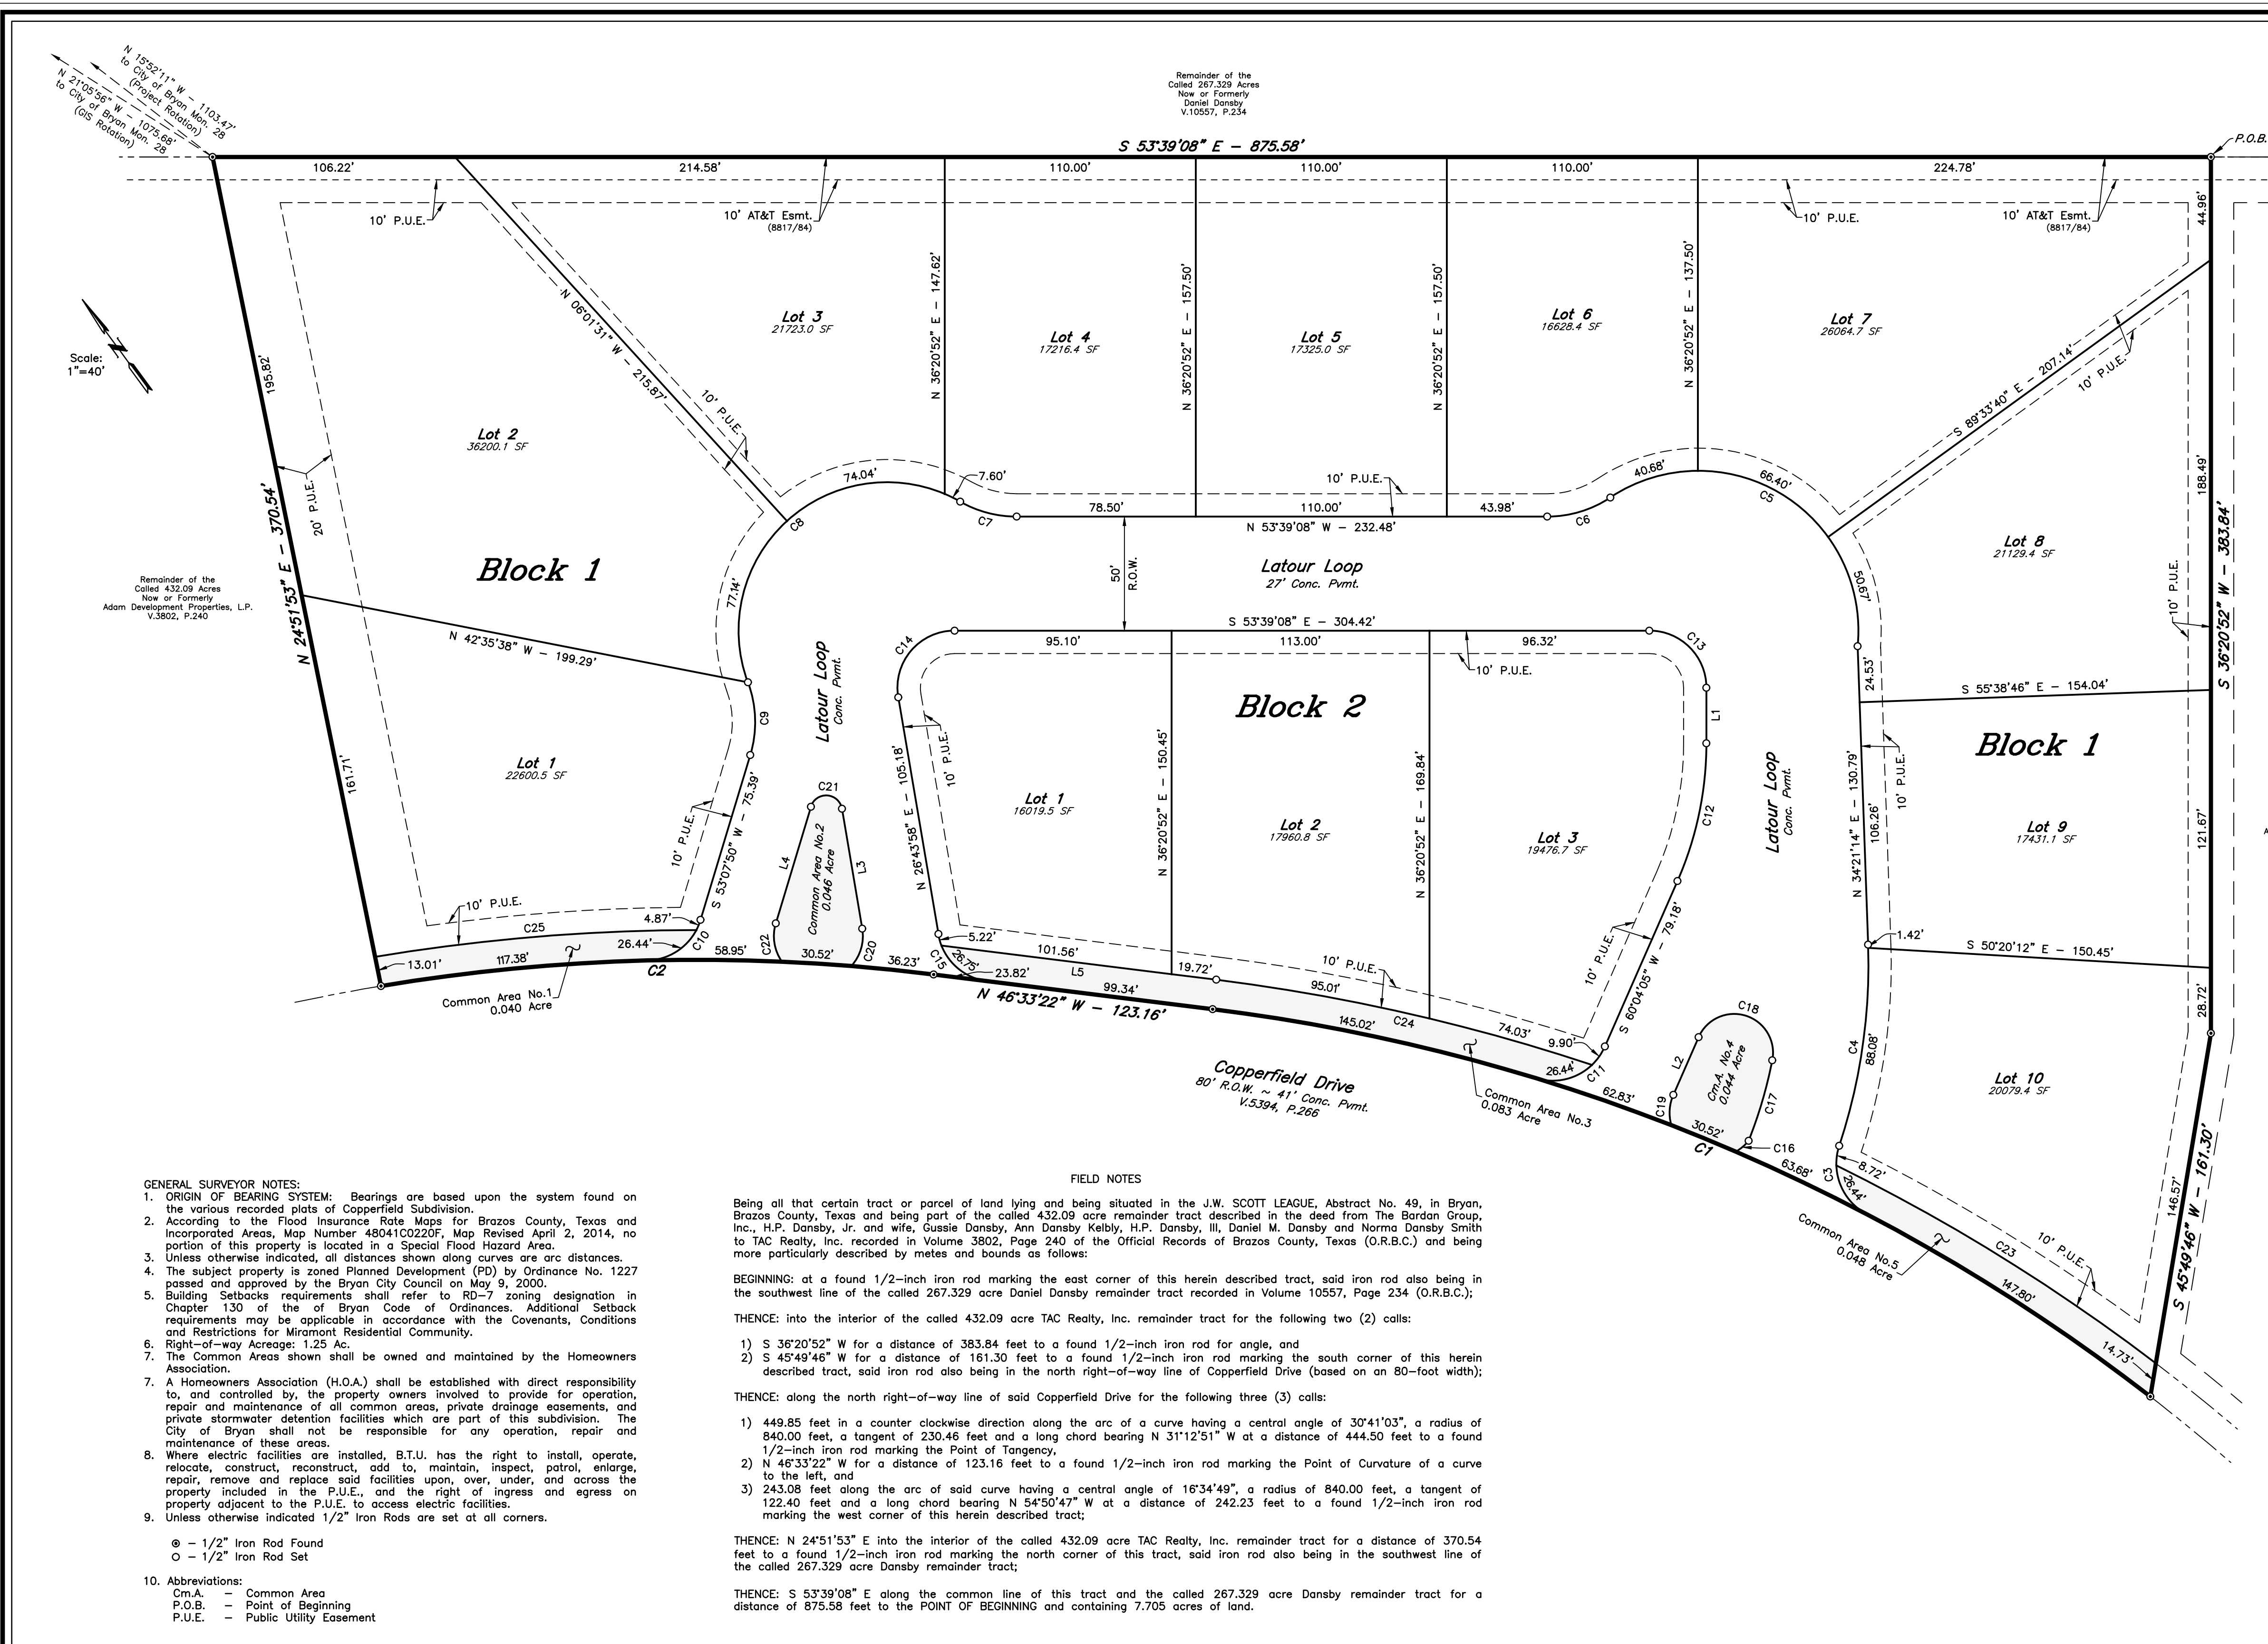 N 15°52'11" W – 1103.47'
to City of Bryan Mon. 28
(Project Rotation)
N 21°05'56" W – 1075.68'
to City of Bryan Mon. 28
(GIS Rotation)
Remainder of the
Called 267.329 Acres
Now or Formerly
Daniel Dansby
V.10557, P.234
P.O.B.
S 53°39'08" E – 875.58'
106.22'
214.58'
110.00'
110.00'
110.00'
224.78'
10' P.U.E.
10' AT&T Esmt.
(8817/84)
10' P.U.E.
10' AT&T Esmt.
(8817/84)
44.96'
Scale:
1"=40'
195.82'
N 06°01'31" W – 215.87'
N 36°20'52" E – 147.62'
N 36°20'52" E – 157.50'
N 36°20'52" E – 157.50'
N 36°20'52" E – 137.50'
Lot 3
21723.0 SF
Lot 4
17216.4 SF
Lot 5
17325.0 SF
Lot 6
16628.4 SF
Lot 7
26064.7 SF
S 89°33'40" E – 207.14'
10' P.U.E.
10' P.U.E.
Lot 2
36200.1 SF
20' P.U.E.
74.04'
7.60'
10' P.U.E.
40.68'
66.40'
C5
188.49'
C8
C7
78.50'
110.00'
43.98'
C6
N 53°39'08" W – 232.48'
N 24°51'53" E – 370.54'
Block 1
77.14'
50'
R.O.W.
Latour Loop
27' Conc. Pvmt.
50.67'
Lot 8
21129.4 SF
10' P.U.E.
S 36°20'52" W – 383.84'
Remainder of the
Called 432.09 Acres
Now or Formerly
Adam Development Properties, L.P.
V.3802, P.240
N 42°35'38" W – 199.29'
S 53°39'08" E – 304.42'
C14
95.10'
113.00'
96.32'
C13
10' P.U.E.
24.53'
S 55°38'46" E – 154.04'
C9
Latour Loop
Conc. Pvmt.
Block 2
L1
Block 1
161.71'
Lot 1
22600.5 SF
10' P.U.E.
S 53°07'50" W – 75.39'
C21
L4
Common Area No.2
0.046 Acre
L3
N 26°43'58" E – 105.18'
10' P.U.E.
Lot 1
16019.5 SF
N 36°20'52" E – 150.45'
Lot 2
17960.8 SF
N 36°20'52" E – 169.84'
Lot 3
19476.7 SF
C12
Latour Loop
Conc. Pvmt.
N 34°21'14" E – 130.79'
106.26'
10' P.U.E.
Lot 9
17431.1 SF
121.67'
10' P.U.E.
C25
4.87'
26.44'
C10
C22
C20
5.22'
C15
26.75'
101.56'
L5
19.72'
10' P.U.E.
10' P.U.E.
S 60°04'05" W – 79.18'
1.42'
S 50°20'12" E – 150.45'
13.01'
117.38'
C2
58.95'
30.52'
36.23'
23.82'
99.34'
95.01'
28.72'
Common Area No.1
0.040 Acre
N 46°33'22" W – 123.16'
145.02'
C24
74.03'
9.90'
26.44'
C11
C18
L2
Cm.A. No.4
0.044 Acre
C4
88.08'
Copperfield Drive
80' R.O.W. ~ 41' Conc. Pvmt.
V.5394, P.266
Common Area No.3
0.083 Acre
62.83'
C19
30.52'
C17
C16
C1
Lot 10
20079.4 SF
63.68'
C3
8.72'
26.44'
146.57'
S 45°49'46" W – 161.30'
Common Area No.5
0.048 Acre
C23
10' P.U.E.
147.80'
14.73'
GENERAL SURVEYOR NOTES:
1. ORIGIN OF BEARING SYSTEM: Bearings are based upon the system found on
the various recorded plats of Copperfield Subdivision.
2. According to the Flood Insurance Rate Maps for Brazos County, Texas and
Incorporated Areas, Map Number 48041C0220F, Map Revised April 2, 2014, no
portion of this property is located in a Special Flood Hazard Area.
3. Unless otherwise indicated, all distances shown along curves are arc distances.
4. The subject property is zoned Planned Development (PD) by Ordinance No. 1227
passed and approved by the Bryan City Council on May 9, 2000.
5. Building Setbacks requirements shall refer to RD–7 zoning designation in
Chapter 130 of the of Bryan Code of Ordinances. Additional Setback
requirements may be applicable in accordance with the Covenants, Conditions
and Restrictions for Miramont Residential Community.
6. Right–of–way Acreage: 1.25 Ac.
7. The Common Areas shown shall be owned and maintained by the Homeowners
Association.
7. A Homeowners Association (H.O.A.) shall be established with direct responsibility
to, and controlled by, the property owners involved to provide for operation,
repair and maintenance of all common areas, private drainage easements, and
private stormwater detention facilities which are part of this subdivision. The
City of Bryan shall not be responsible for any operation, repair and
maintenance of these areas.
8. Where electric facilities are installed, B.T.U. has the right to install, operate,
relocate, construct, reconstruct, add to, maintain, inspect, patrol, enlarge,
repair, remove and replace said facilities upon, over, under, and across the
property included in the P.U.E., and the right of ingress and egress on
property adjacent to the P.U.E. to access electric facilities.
9. Unless otherwise indicated 1/2" Iron Rods are set at all corners.
– 1/2" Iron Rod Found
– 1/2" Iron Rod Set
10. Abbreviations:
Cm.A. – Common Area
P.O.B. – Point of Beginning
P.U.E. – Public Utility Easement
FIELD NOTES
Being all that certain tract or parcel of land lying and being situated in the J.W. SCOTT LEAGUE, Abstract No. 49, in Bryan,
Brazos County, Texas and being part of the called 432.09 acre remainder tract described in the deed from The Bardan Group,
Inc., H.P. Dansby, Jr. and wife, Gussie Dansby, Ann Dansby Kelbly, H.P. Dansby, III, Daniel M. Dansby and Norma Dansby Smith
to TAC Realty, Inc. recorded in Volume 3802, Page 240 of the Official Records of Brazos County, Texas (O.R.B.C.) and being
more particularly described by metes and bounds as follows:
BEGINNING: at a found 1/2–inch iron rod marking the east corner of this herein described tract, said iron rod also being in
the southwest line of the called 267.329 acre Daniel Dansby remainder tract recorded in Volume 10557, Page 234 (O.R.B.C.);
THENCE: into the interior of the called 432.09 acre TAC Realty, Inc. remainder tract for the following two (2) calls:
1) S 36°20'52" W for a distance of 383.84 feet to a found 1/2–inch iron rod for angle, and
2) S 45°49'46" W for a distance of 161.30 feet to a found 1/2–inch iron rod marking the south corner of this herein
described tract, said iron rod also being in the north right–of–way line of Copperfield Drive (based on an 80–foot width);
THENCE: along the north right–of–way line of said Copperfield Drive for the following three (3) calls:
1) 449.85 feet in a counter clockwise direction along the arc of a curve having a central angle of 30°41'03", a radius of
840.00 feet, a tangent of 230.46 feet and a long chord bearing N 31°12'51" W at a distance of 444.50 feet to a found
1/2–inch iron rod marking the Point of Tangency,
2) N 46°33'22" W for a distance of 123.16 feet to a found 1/2–inch iron rod marking the Point of Curvature of a curve
to the left, and
3) 243.08 feet along the arc of said curve having a central angle of 16°34'49", a radius of 840.00 feet, a tangent of
122.40 feet and a long chord bearing N 54°50'47" W at a distance of 242.23 feet to a found 1/2–inch iron rod
marking the west corner of this herein described tract;
THENCE: N 24°51'53" E into the interior of the called 432.09 acre TAC Realty, Inc. remainder tract for a distance of 370.54
feet to a found 1/2–inch iron rod marking the north corner of this tract, said iron rod also being in the southwest line of
the called 267.329 acre Dansby remainder tract;
THENCE: S 53°39'08" E along the common line of this tract and the called 267.329 acre Dansby remainder tract for a
distance of 875.58 feet to the POINT OF BEGINNING and containing 7.705 acres of land.